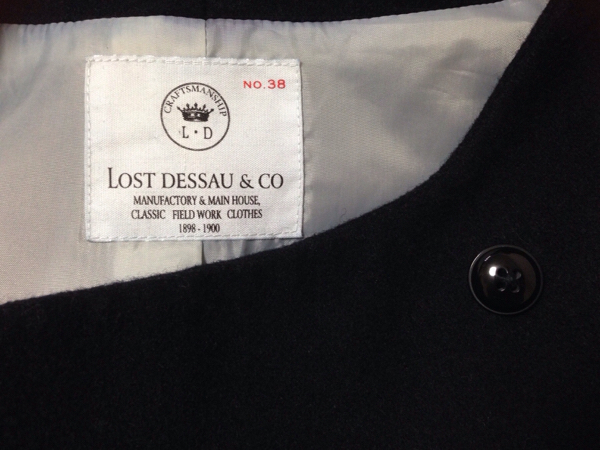 NO.38
CRAFTSMANSHIP
L · D
LOST DESSAU & CO
MANUFACTORY & MAIN HOUSE,
CLASSIC FIELD WORK CLOTHES
1898 - 1900